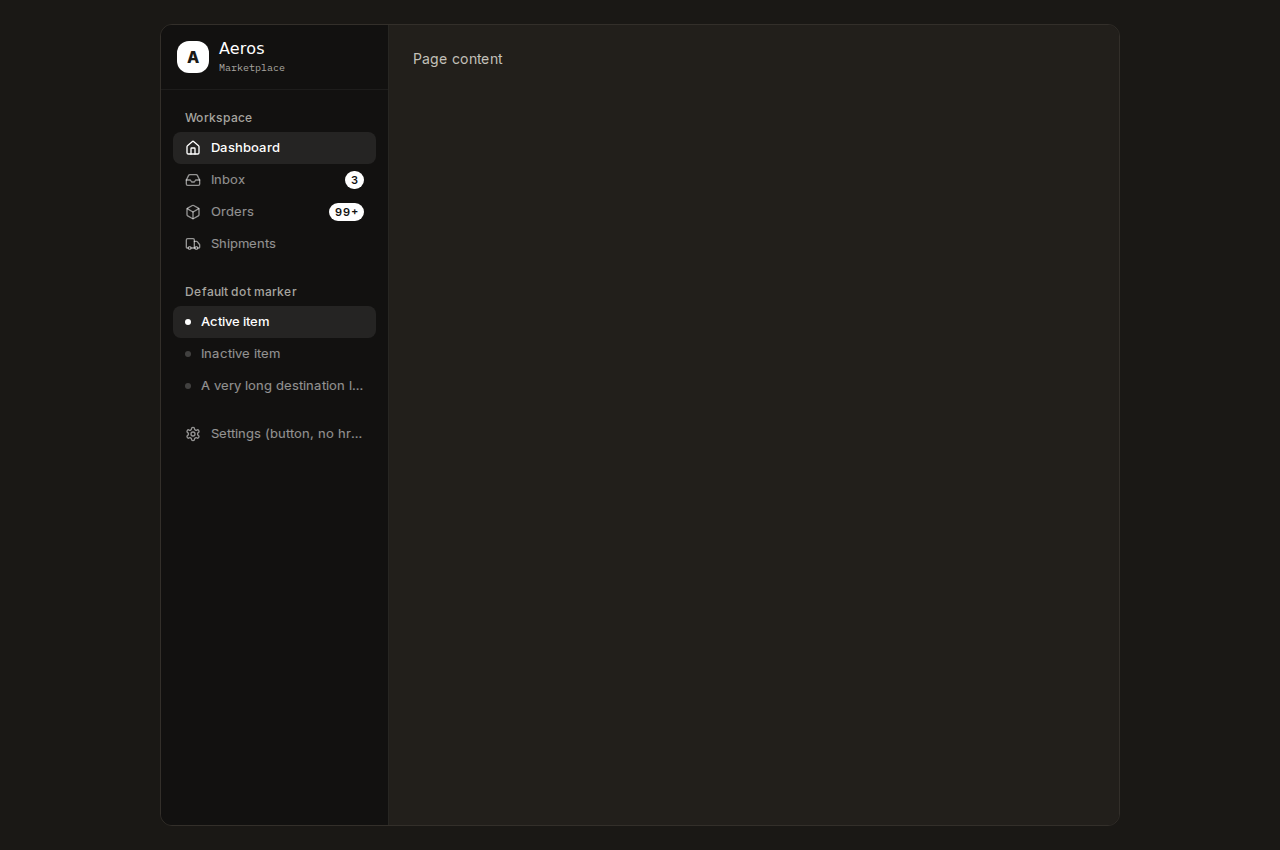 A
Aeros
Marketplace
Workspace
Dashboard
Inbox
3
Orders
99+
Shipments
Default dot marker
Active item
Inactive item
A very long destination l...
Settings (button, no hr...
Page content